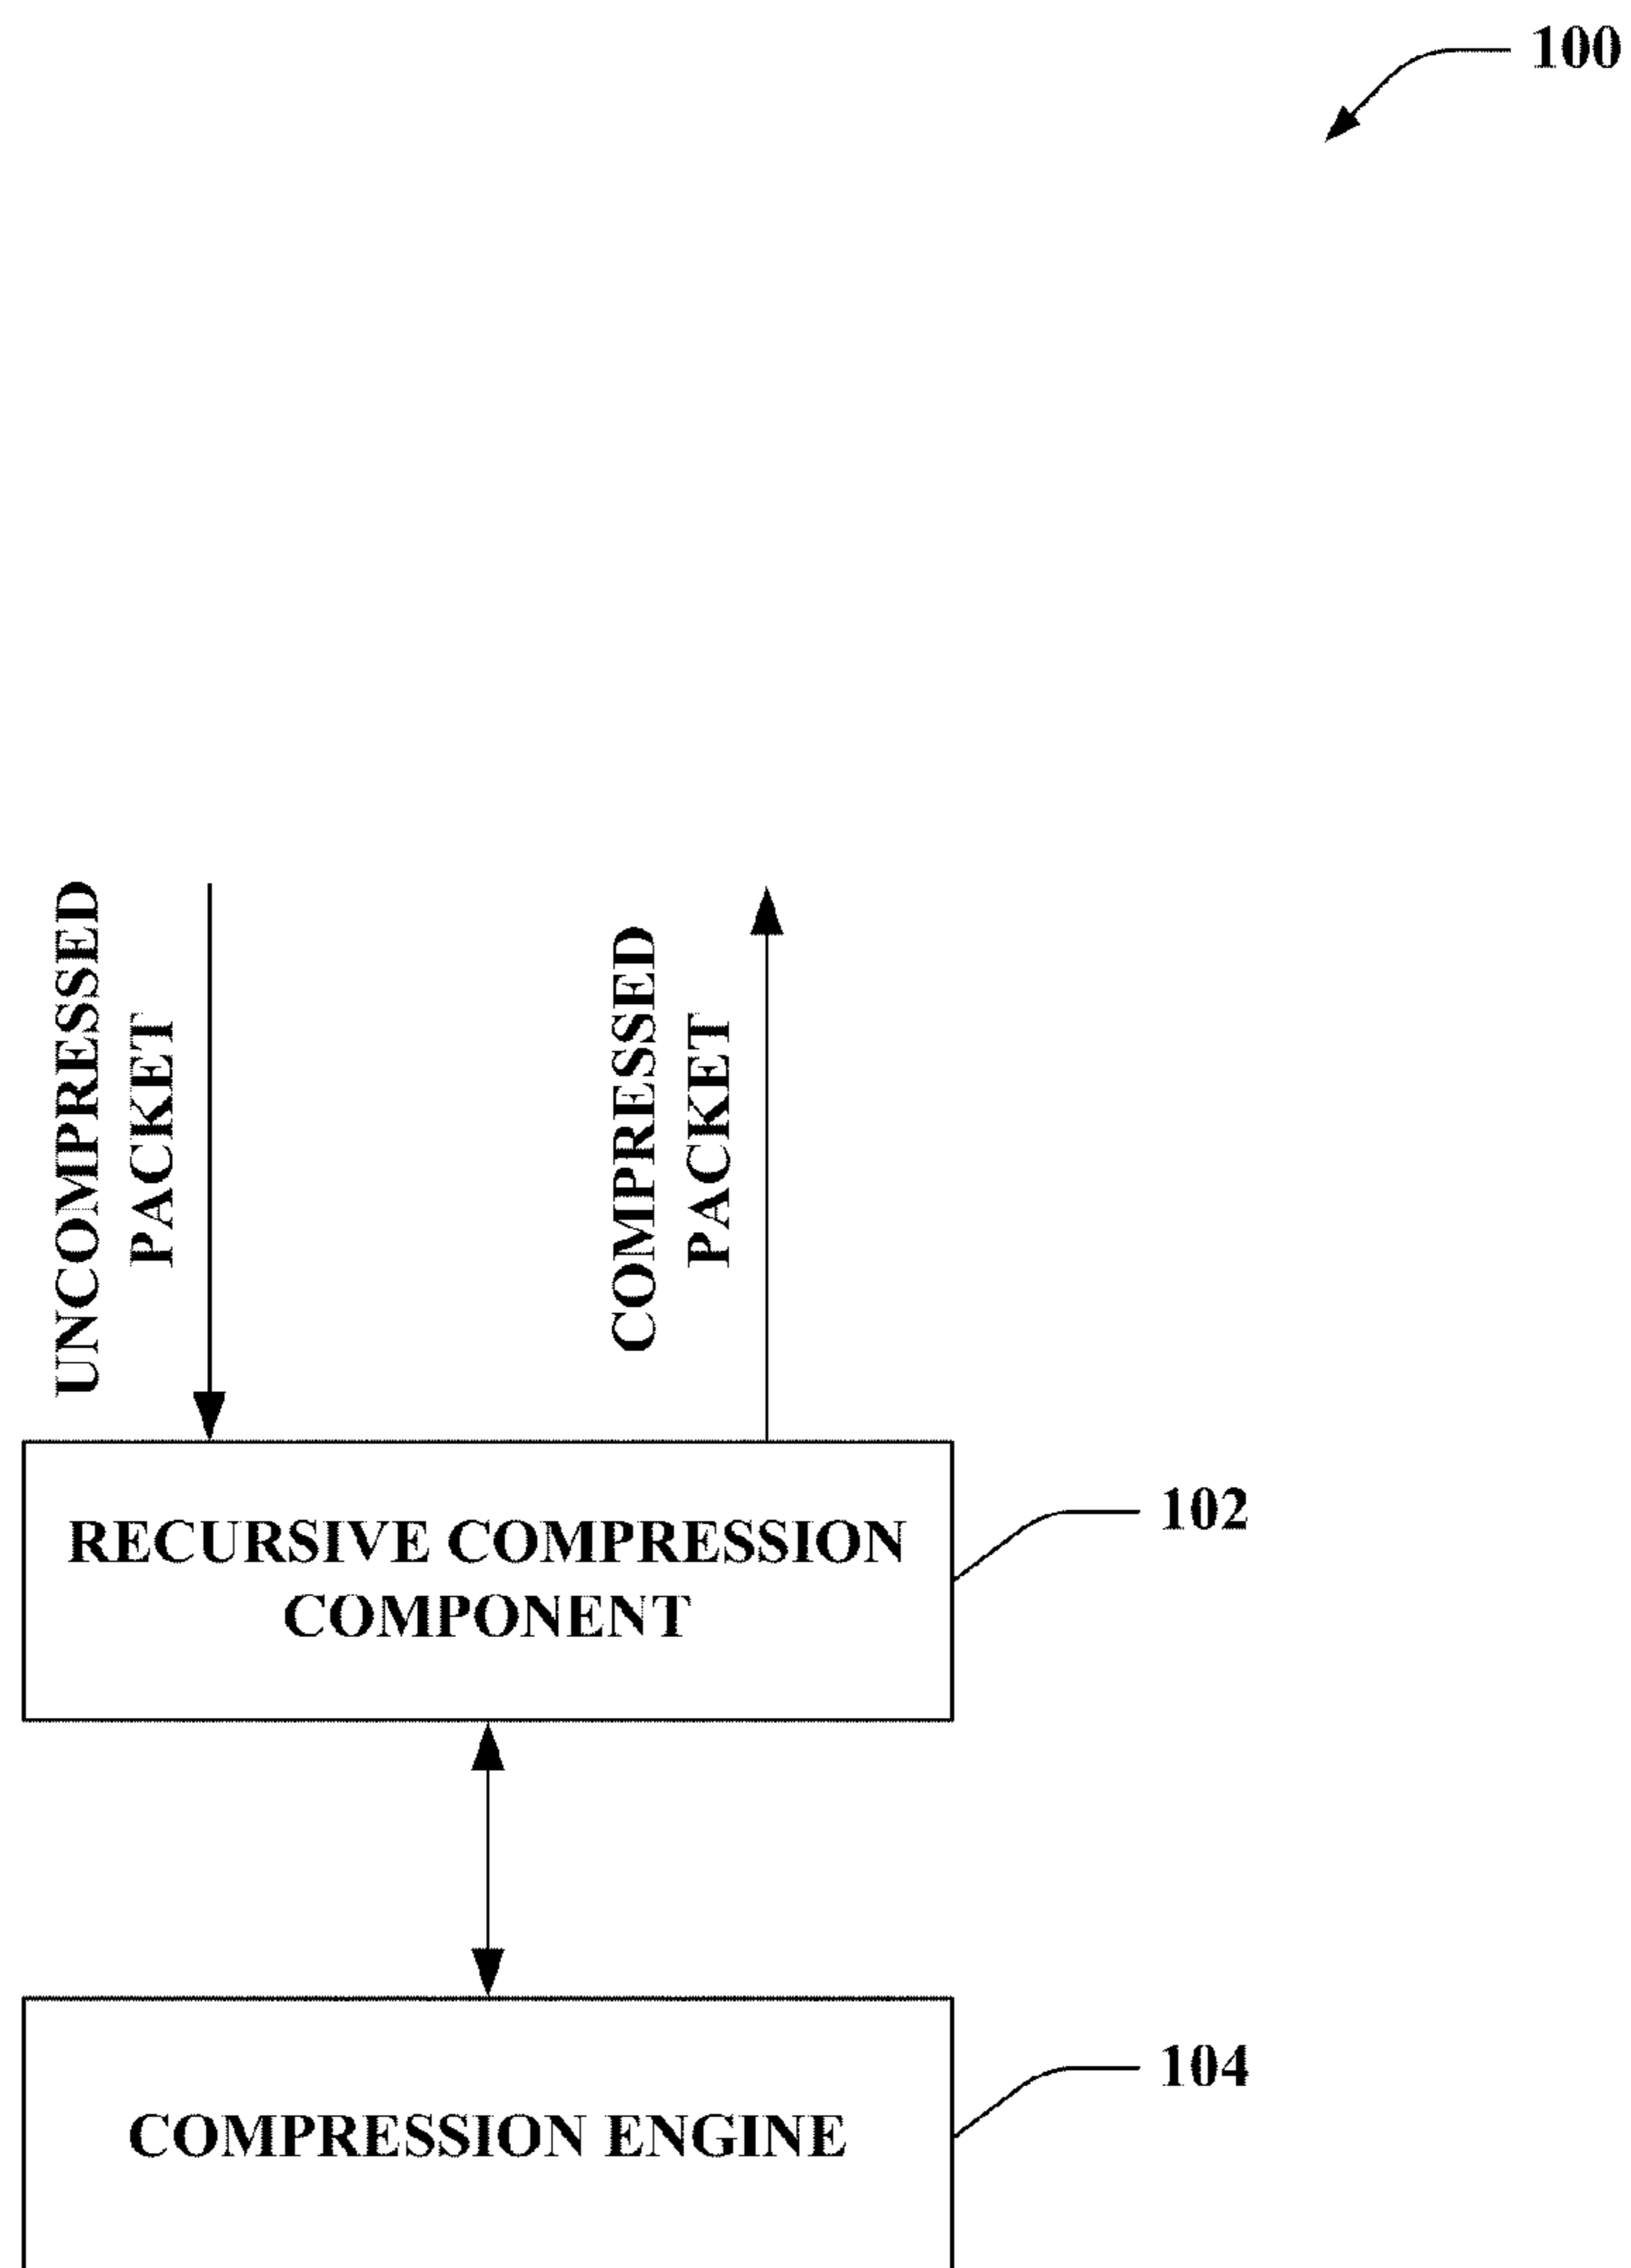 100
UNCOMPRESSED
PACKET
COMPRESSED
PACKET
RECURSIVE COMPRESSION
COMPONENT
102
COMPRESSION ENGINE
104